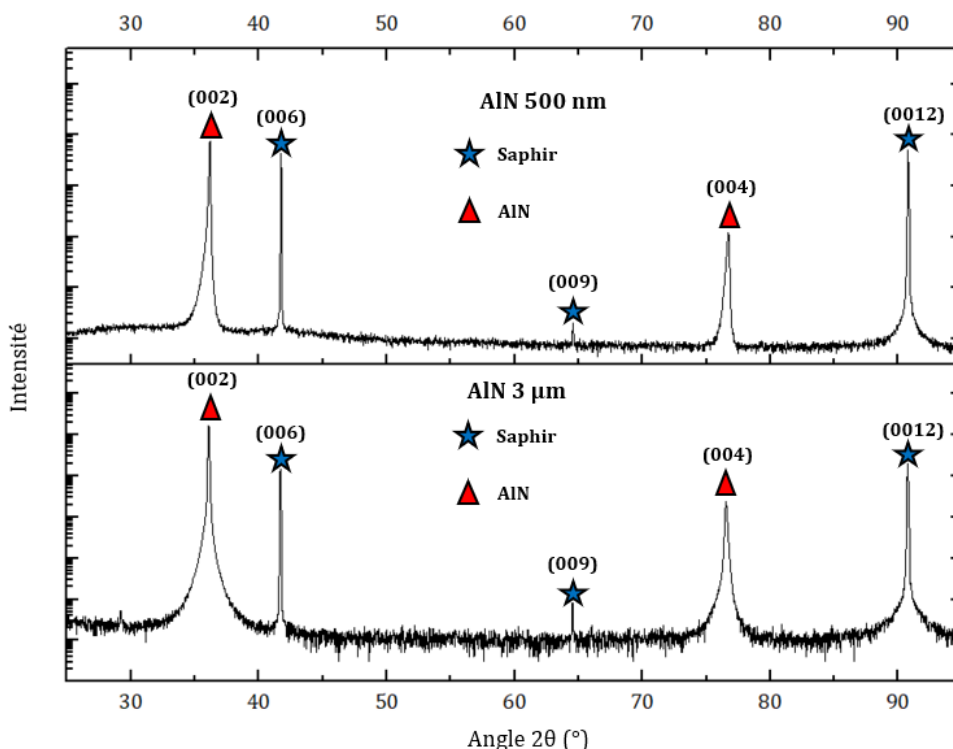 30 40 50 60 70 80 90
(002)
(006)
AlN 500 nm
(0012)
Saphir
(004)
AlN
(009)
Intensité
(002)
AlN 3 µm
(006)
Saphir
(004)
(0012)
AlN
(009)
30 40 50 60 70 80 90
Angle 2θ (°)